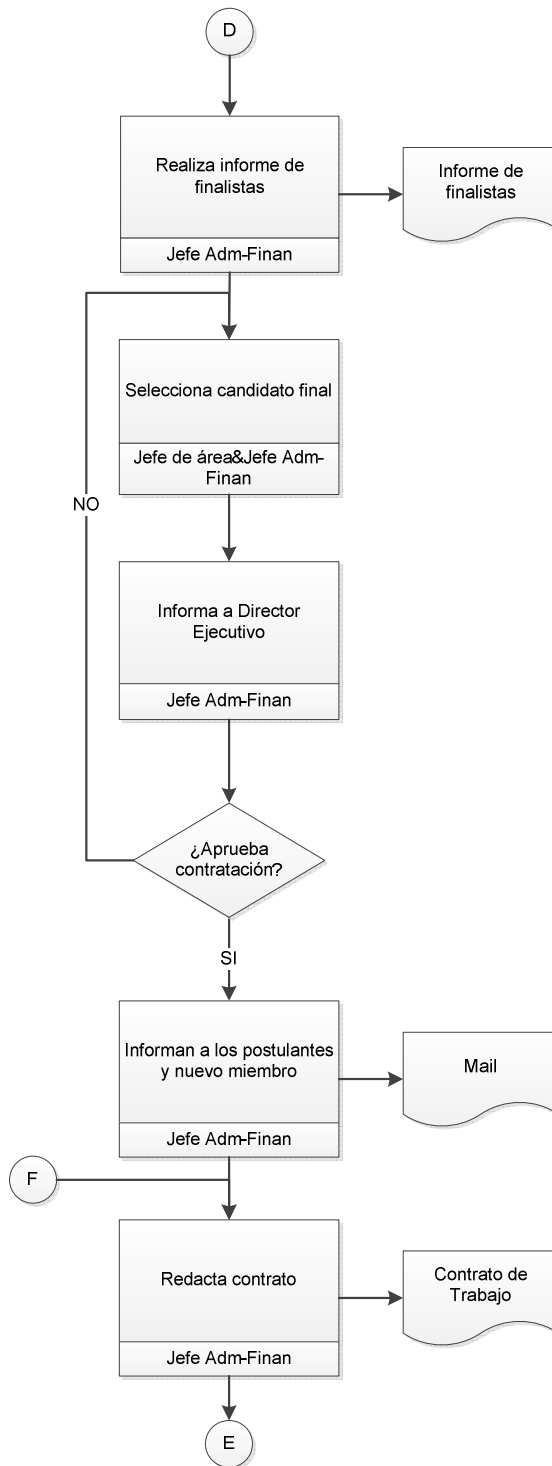 D
Realiza informe de
finalistas
Jefe Adm-Finan
Informe de
finalistas
Selecciona candidato final
Jefe de área&Jefe Adm-
Finan
NO
Informa a Director
Ejecutivo
Jefe Adm-Finan
¿Aprueba
contratación?
SI
Informan a los postulantes
y nuevo miembro
Jefe Adm-Finan
Mail
F
Redacta contrato
Jefe Adm-Finan
Contrato de
Trabajo
E